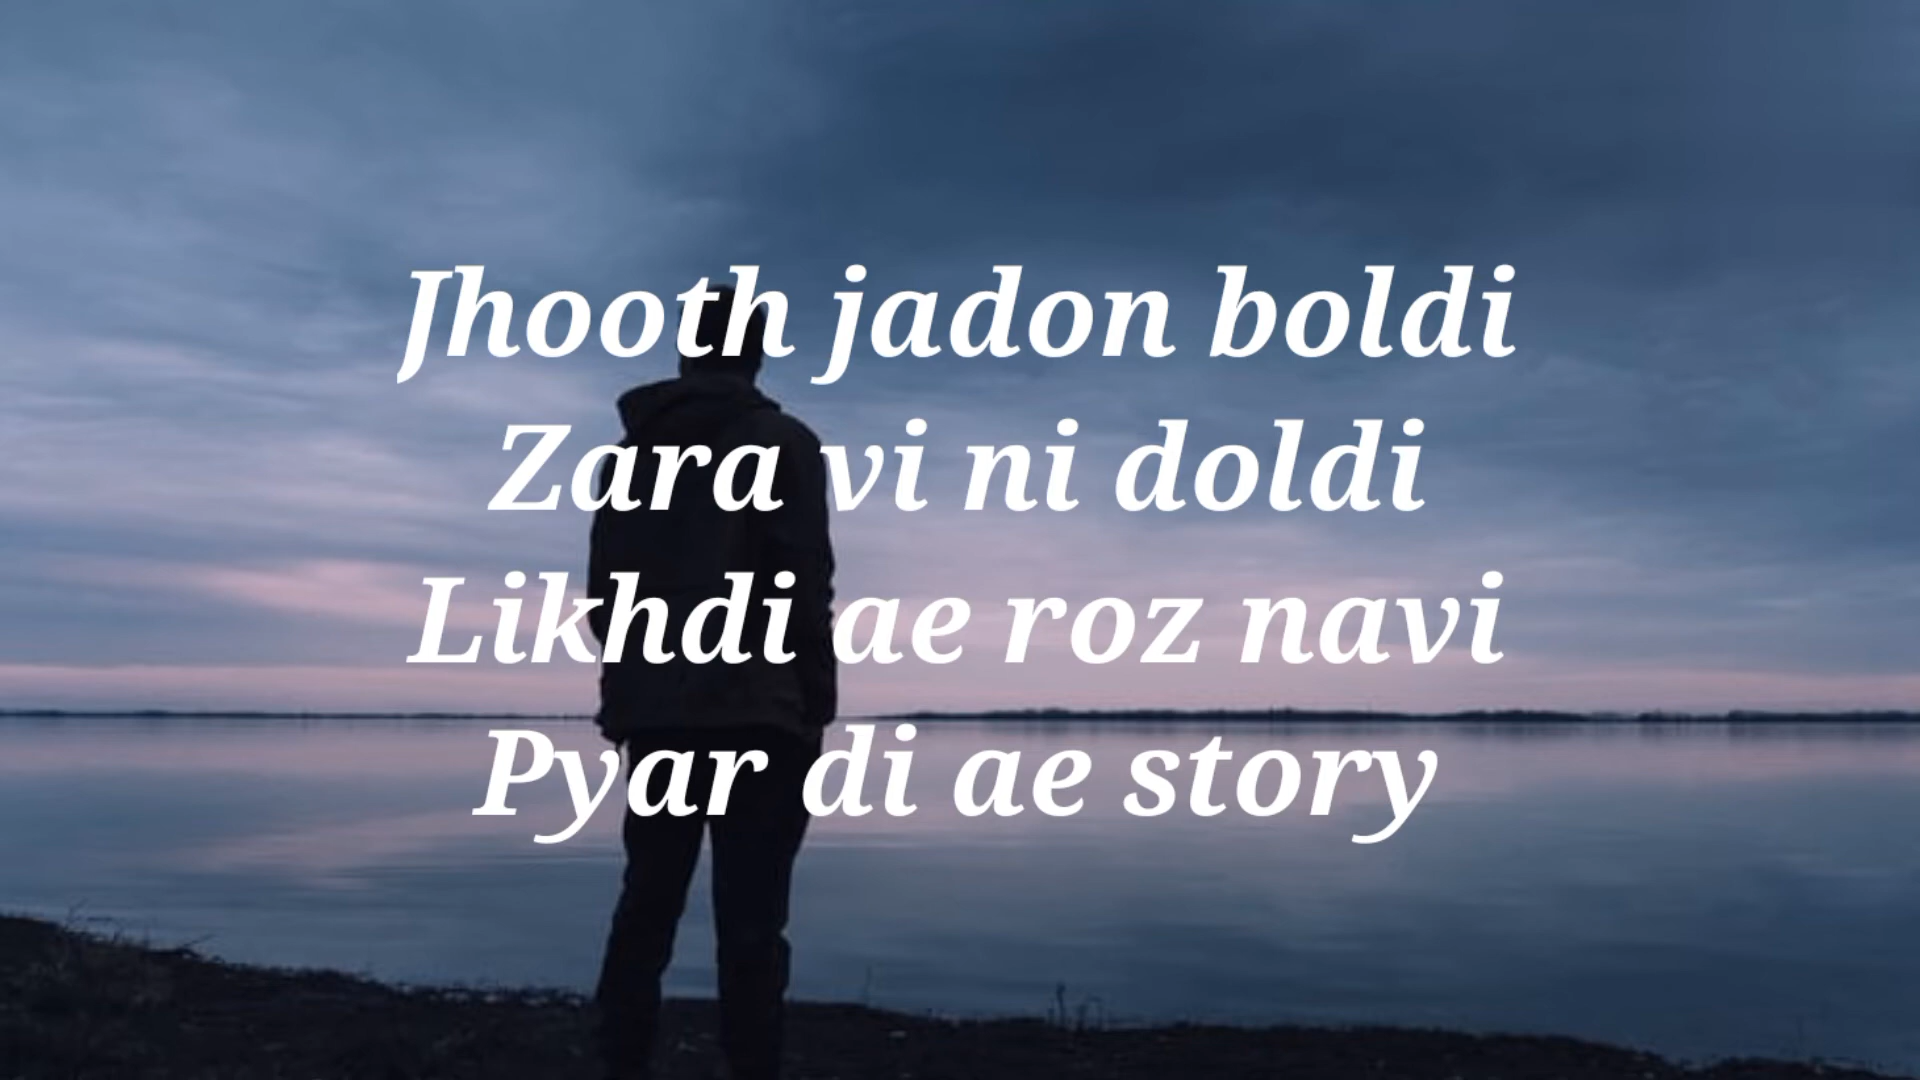 Jhooth jadon boldi
Zara vi ni doldi
Likhdi ae roz navi
Pyar di ae story